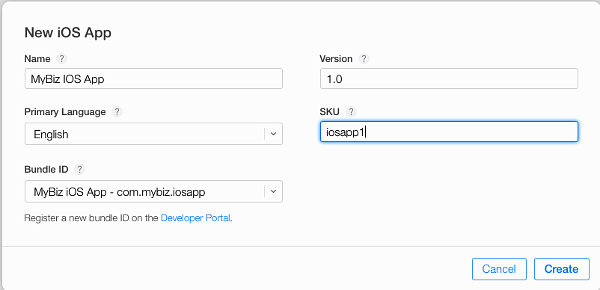 New iOS App
Name ?
MyBiz IOS App
Version ?
1.0
Primary Language ?
English
SKU ?
iosapp1
Bundle ID ?
MyBiz iOS App - com.mybiz.iosapp
Register a new bundle ID on the Developer Portal.
Cancel
Create